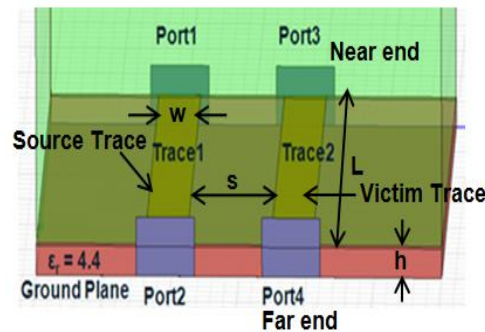 Port1
Port3
Near end
w
Source Trace
Trace1
Trace2
L
s
Victim Trace
εr = 4.4
h
Ground Plane
Port2
Port4
Far end